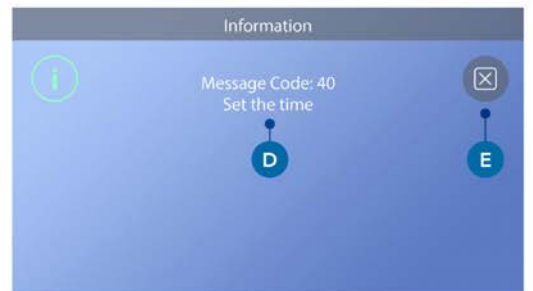 Information
i
Message Code: 40
Set the time
D
E